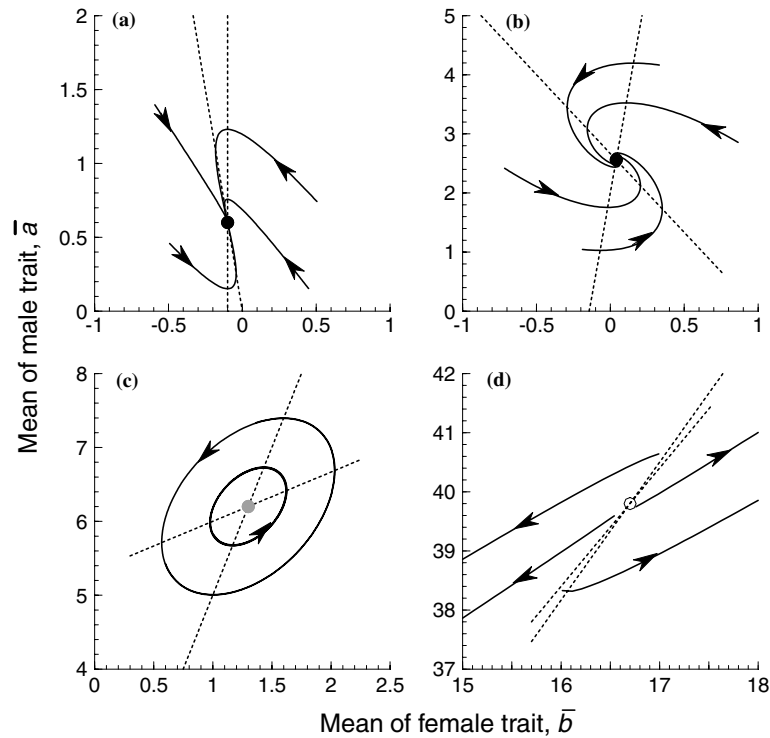 (a)
2
1.5
1
0.5
0
-1 -0.5 0 0.5 1
(b)
5
4
3
2
1
0
-1 -0.5 0 0.5 1
Mean of male trait, a̅
(c)
8
7
6
5
4
0 0.5 1 1.5 2 2.5
(d)
42
41
40
39
38
37
15 16 17 18
Mean of female trait, b̅